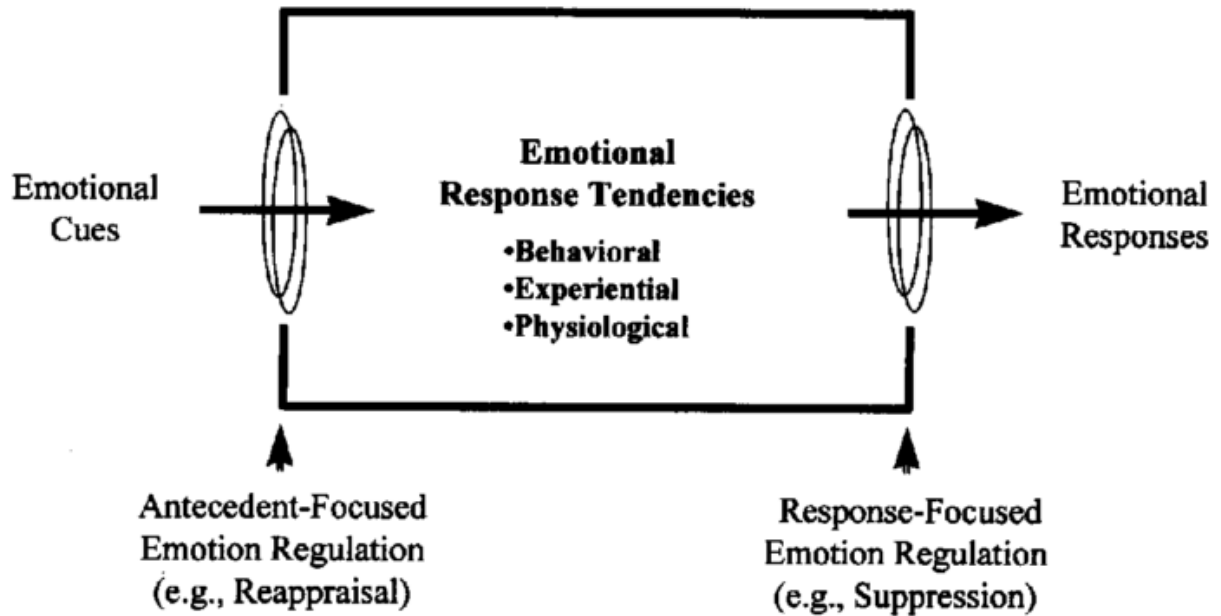 Emotional
Cues
Emotional
Response Tendencies
•Behavioral
•Experiential
•Physiological
Emotional
Responses
Antecedent-Focused
Emotion Regulation
(e.g., Reappraisal)
Response-Focused
Emotion Regulation
(e.g., Suppression)